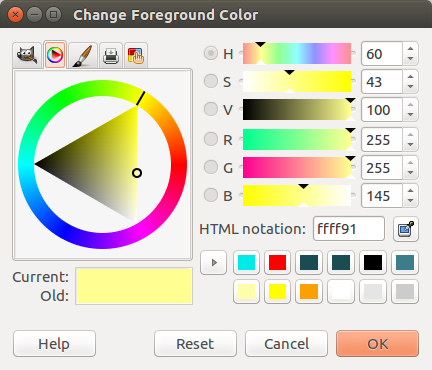 Change Foreground Color
H 60
S 43
V 100
R 255
G 255
B 145
HTML notation: ffff91
Current:
Old:
Help Reset Cancel OK